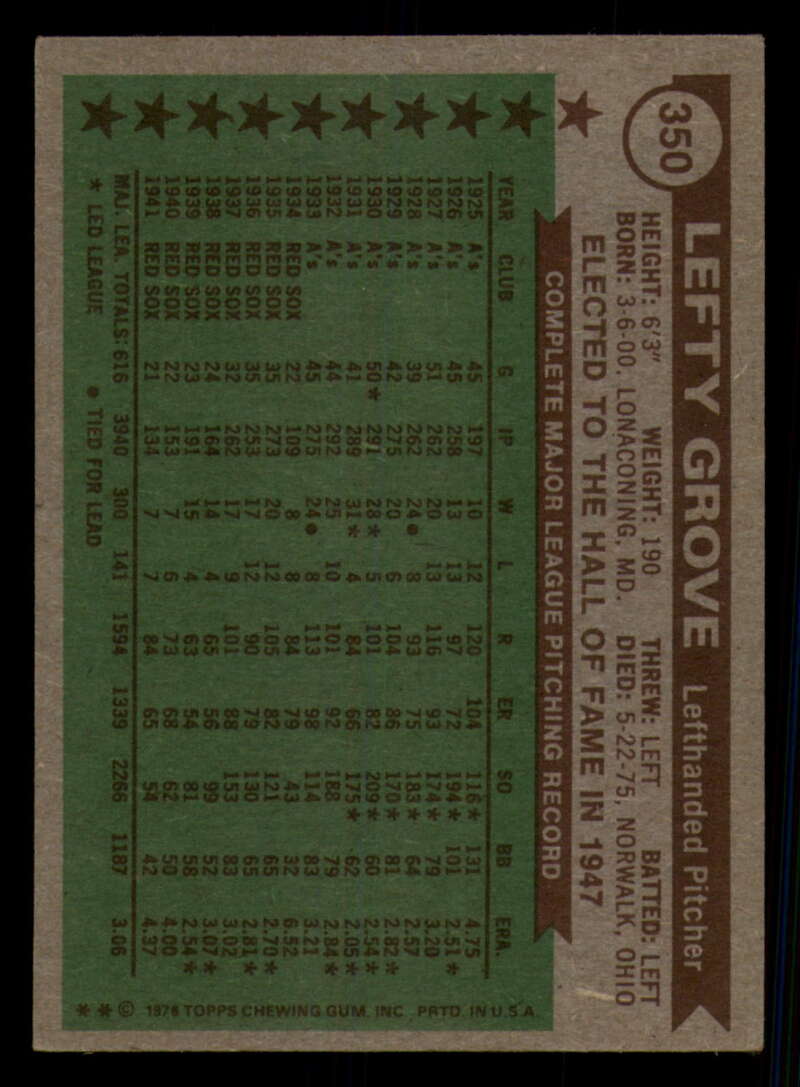 350
LEFTY GROVE Lefthanded Pitcher
HEIGHT: 6'3" WEIGHT: 190 THREW: LEFT BATTED: LEFT
BORN: 3-6-00, LONACONING, MD. DIED: 5-22-75, NORWALK, OHIO
ELECTED TO THE HALL OF FAME IN 1947
COMPLETE MAJOR LEAGUE PITCHING RECORD
YEAR CLUB G IP W L R ER SO BB ERA.
1925 A's 45 197 10 12 120 104 116* 131 4.75
1926 A's 45 258 13 13 97 72 194* 101 2.51*
1927 A's 51 262 20 13 116 93 174* 79 3.20
1928 A's 39 262 24● 8 93 75 183* 64 2.57
1929 A's 42 275 20 6 104 86 170* 81 2.82*
1930 A's 50* 291 28* 5 101 82 209* 60 2.54*
1931 A's 41 289 31* 4 84 66 175* 62 2.05*
1932 A's 44 292 25 10 101 92 188 79 2.84*
1933 A's 45 275 24● 8 113 98 114 83 3.21
1934 RED SOX 22 109 8 8 84 79 43 32 6.52
1935 RED SOX 35 273 20 12 105 82 121 65 2.70*
1936 RED SOX 35 253 17 12 90 79 130 65 2.81*
1937 RED SOX 32 262 17 9 101 88 153 83 3.02
1938 RED SOX 24 164 14 4 65 56 99 52 3.07*
1939 RED SOX 23 191 15 4 63 54 81 58 2.54*
1940 RED SOX 22 153 7 6 73 68 62 50 4.00
1941 RED SOX 21 134 7 7 84 65 54 42 4.37
MAJ. LEA. TOTALS: 616 3940 300 141 1594 1339 2266 1187 3.06
* LED LEAGUE ● TIED FOR LEAD
* * © 1976 TOPPS CHEWING GUM, INC. PRTD. IN U.S.A.